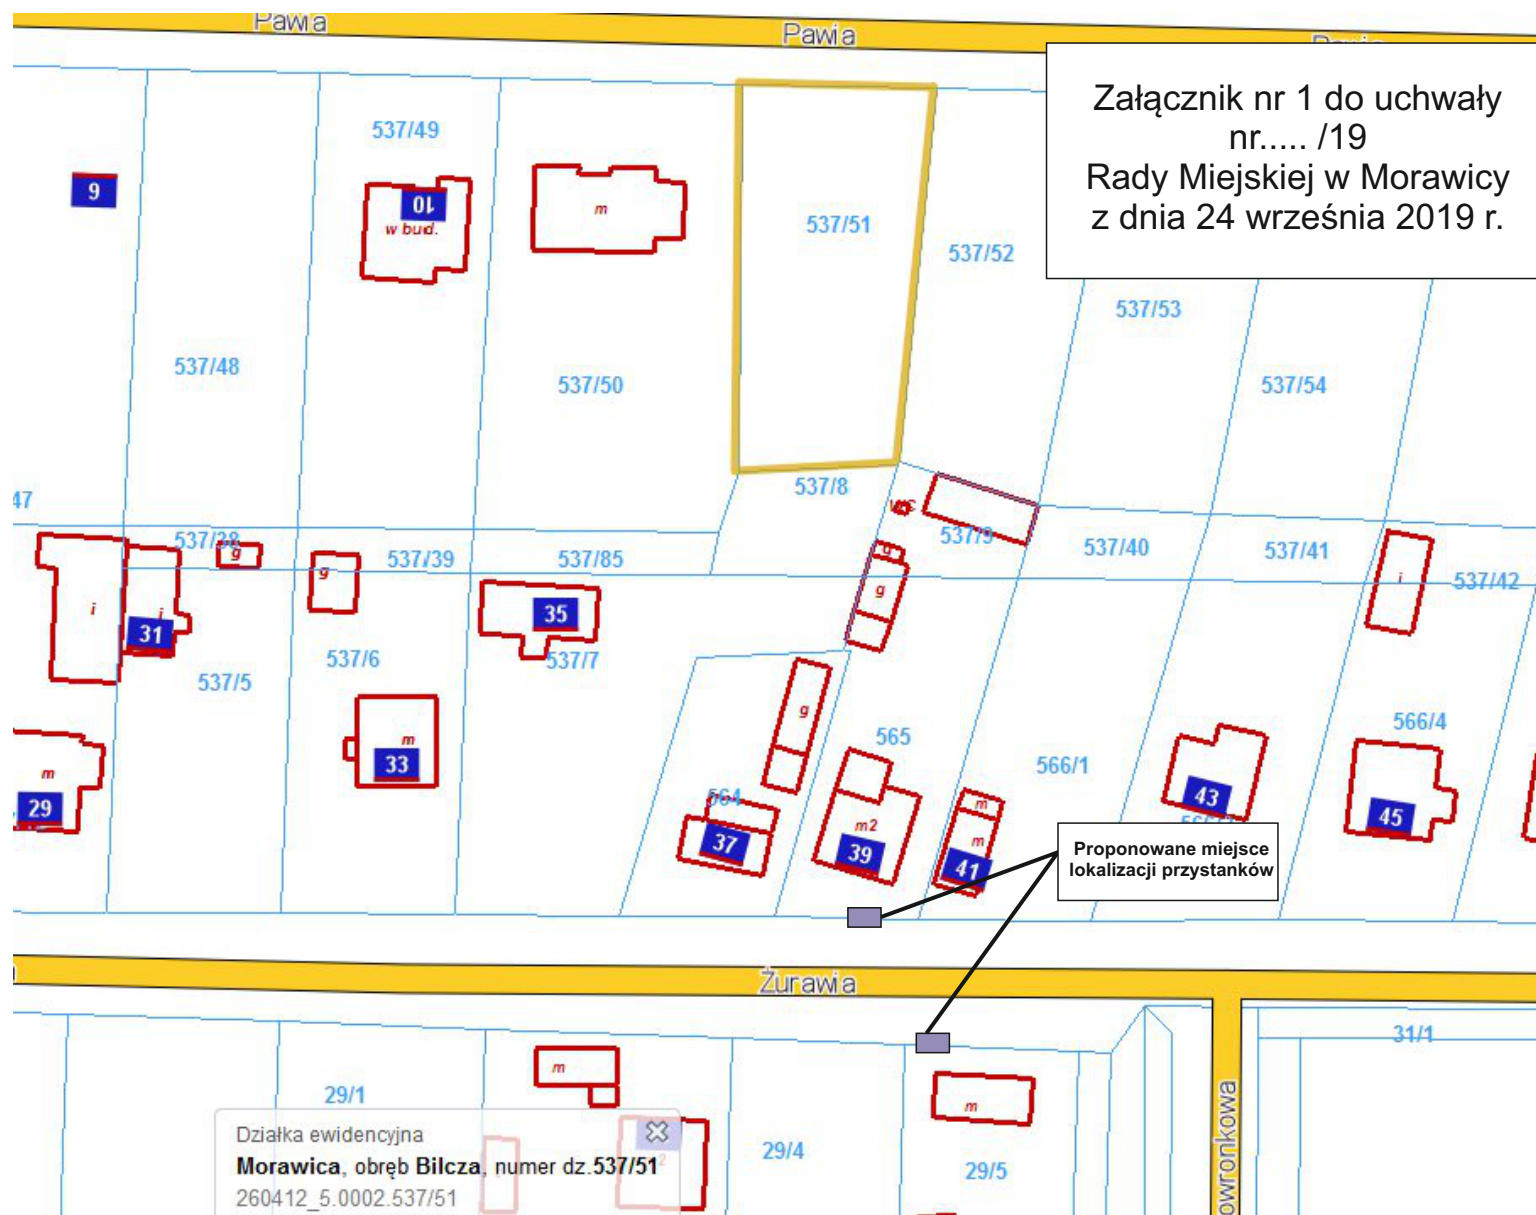 Pawia
Pawia
Załącznik nr 1 do uchwały
nr..... /19
Rady Miejskiej w Morawicy
z dnia 24 września 2019 r.
537/49
9
10
w bud.
m
537/51
537/52
537/53
537/48
537/50
537/54
47
537/8
537/38
g
537/39
537/85
537/9
537/40
537/41
537/42
g
g
g
i
i
i
31
35
537/5
537/6
537/7
g
565
566/4
566/1
m
29
m
33
564
37
m2
39
m
m
41
43
45
Proponowane miejsce
lokalizacji przystanków
Żurawia
31/1
m
29/1
m
29/4
29/5
owronkowa
Działka ewidencyjna
Morawica, obręb Bilcza, numer dz.537/51
260412_5.0002.537/51